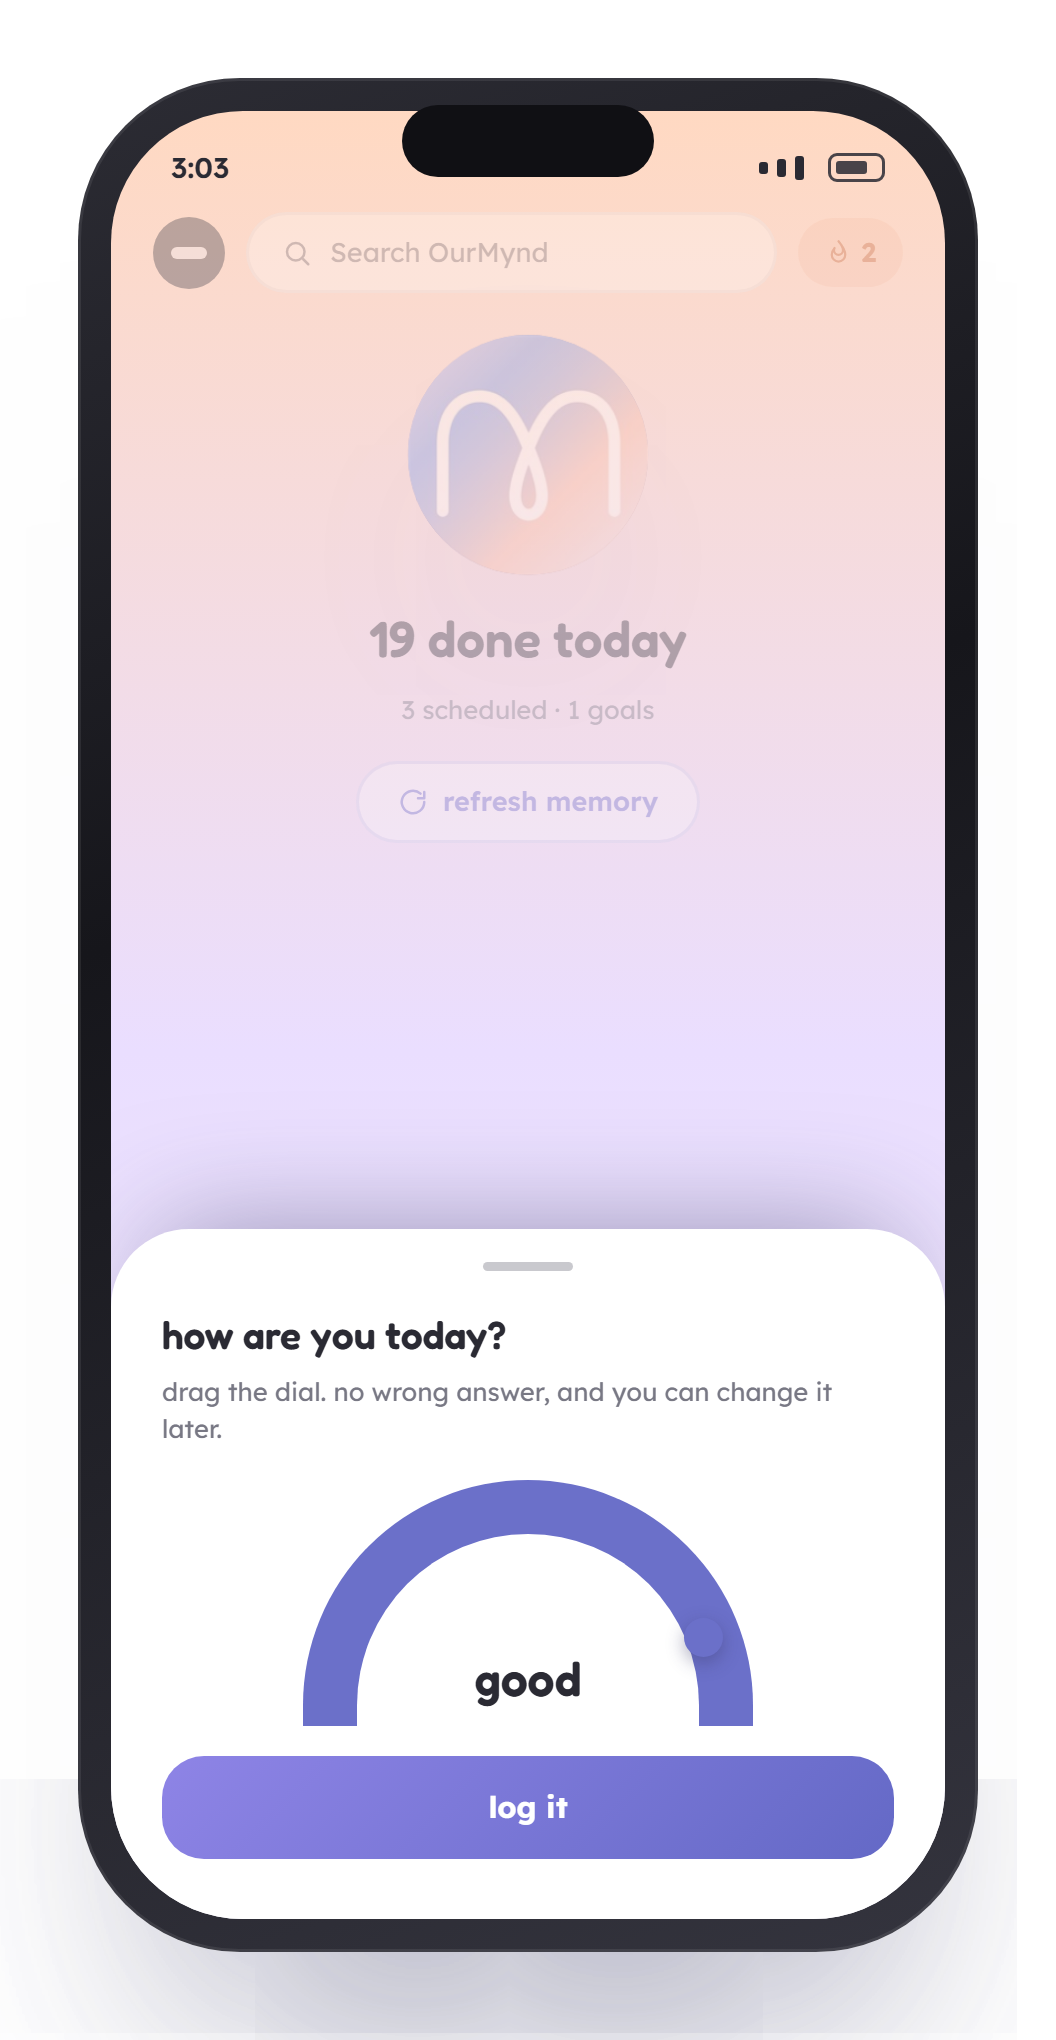 3:03
Search OurMynd
2
19 done today
3 scheduled · 1 goals
refresh memory
how are you today?
drag the dial. no wrong answer, and you can change it
later.
good
log it